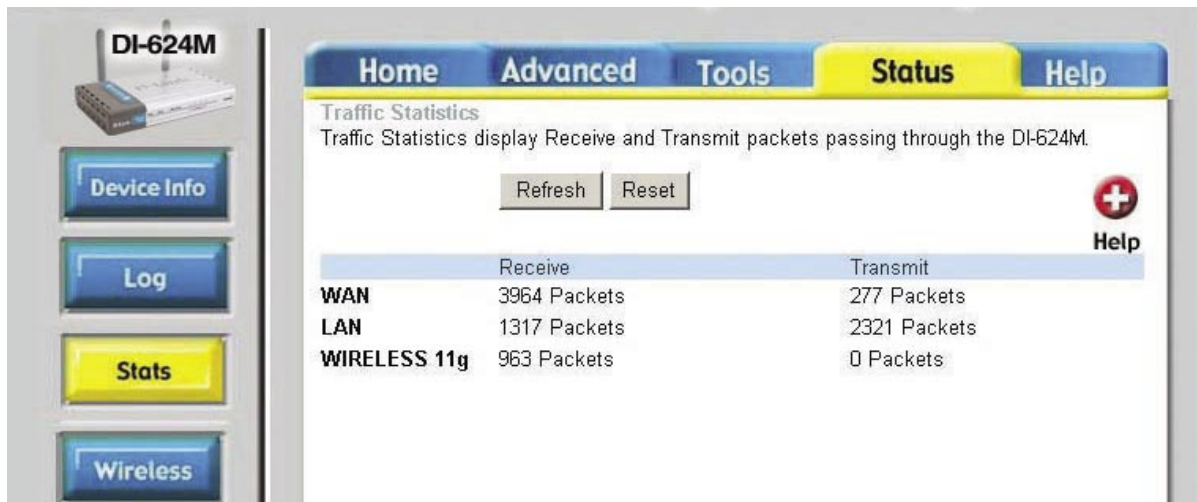 DI-624M
Home Advanced Tools Status Help
Traffic Statistics
Traffic Statistics display Receive and Transmit packets passing through the DI-624M.
Device Info
Refresh Reset
Help
Log
Receive Transmit
WAN 3964 Packets 277 Packets
LAN 1317 Packets 2321 Packets
WIRELESS 11g 963 Packets 0 Packets
Stats
Wireless